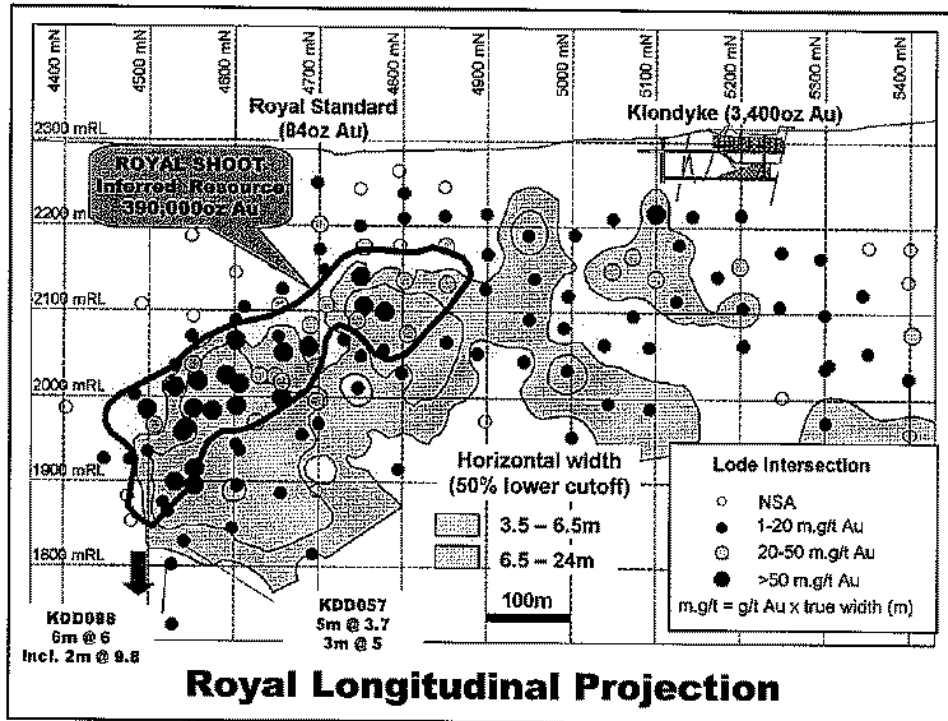 4400 mN
4500 mN
4600 mN
4700 mN
4800 mN
4900 mN
5000 mN
5100 mN
5200 mN
5300 mN
5400 mN
Royal Standard
(84oz Au)
Klondyke (3,400oz Au)
2300 mRL
ROYAL SHOOT
Inferred Resource
390,000oz Au
2200 mRL
2100 mRL
2000 mRL
1900 mRL
1800 mRL
Horizontal width
(50% lower cutoff)
3.5 – 6.5m
6.5 – 24m
100m
Lode Intersection
NSA
1-20 m.g/t Au
20-50 m.g/t Au
>50 m.g/t Au
m.g/t = g/t Au x true width (m)
KDD088
6m @ 6
Incl. 2m @ 9.8
KDD057
5m @ 3.7
3m @ 5
Royal Longitudinal Projection